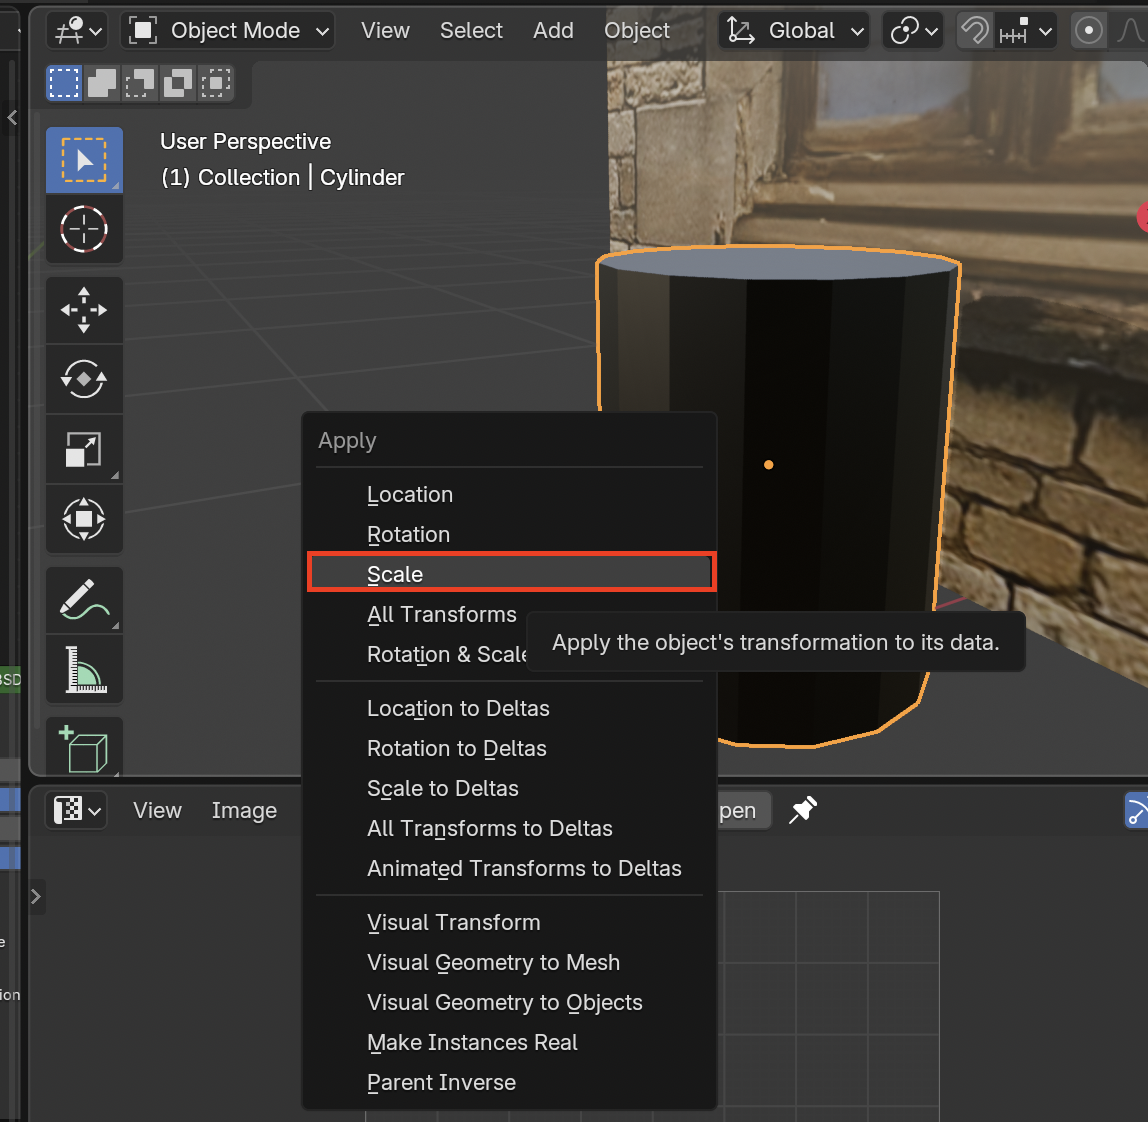 Object Mode
View
Select
Add
Object
Global
User Perspective
(1) Collection | Cylinder
Apply
Location
Rotation
Scale
All Transforms
Rotation & Scale
Apply the object's transformation to its data.
Location to Deltas
Rotation to Deltas
Scale to Deltas
All Transforms to Deltas
Animated Transforms to Deltas
Visual Transform
Visual Geometry to Mesh
Visual Geometry to Objects
Make Instances Real
Parent Inverse
BSD
View
Image
pen
e
ion